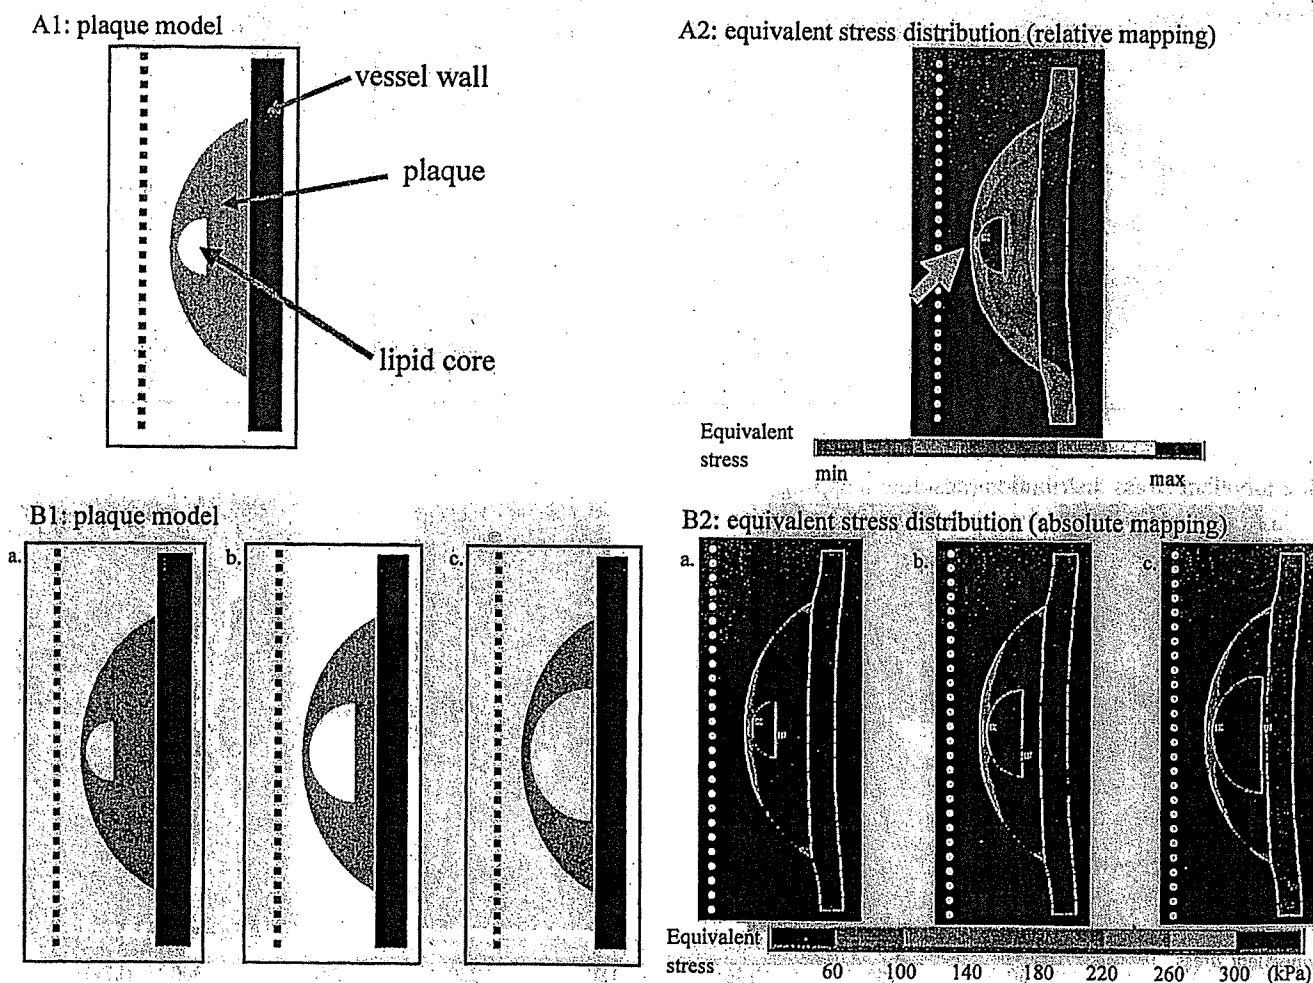 A1: plaque model
vessel wall
plaque
lipid core
A2: equivalent stress distribution (relative mapping)
Equivalent
stress
min
max
B1: plaque model
a.
b.
c.
B2: equivalent stress distribution (absolute mapping)
a.
b.
c.
Equivalent
stress
60 100 140 180 220 260 300 (kPa)